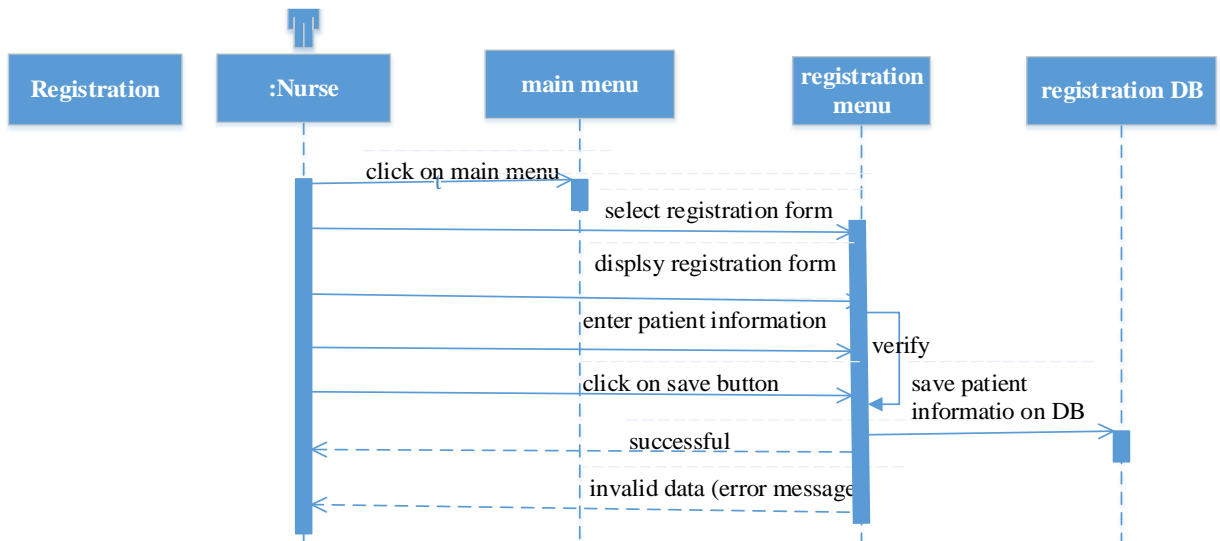 Registration
:Nurse
main menu
registration
menu
registration DB
click on main menu
select registration form
displsy registration form
enter patient information
verify
click on save button
save patient
informatio on DB
successful
invalid data (error message